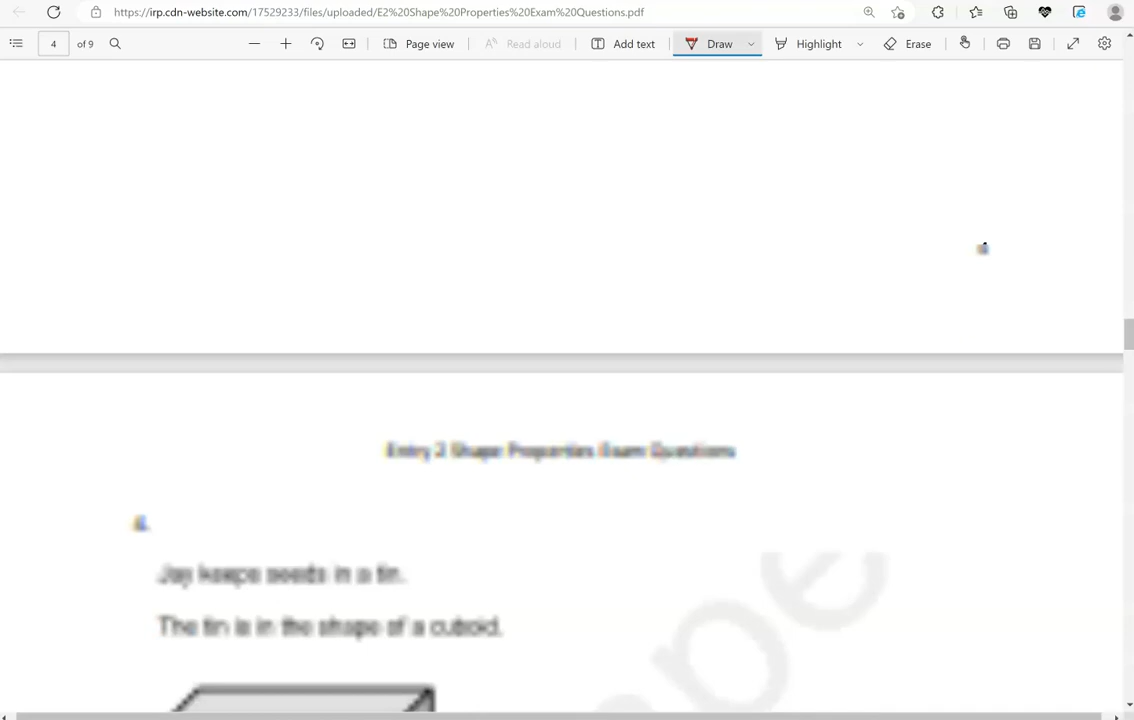 https://irp.cdn-website.com/17529233/files/uploaded/E2%20Shape%20Properties%20Exam%20Questions.pdf
4 of 9
Page view
Read aloud
Add text
Draw
Highlight
Erase
Entry 2 Shape Properties Exam Questions
Jay keeps seeds in a tin.
The tin is in the shape of a cuboid.